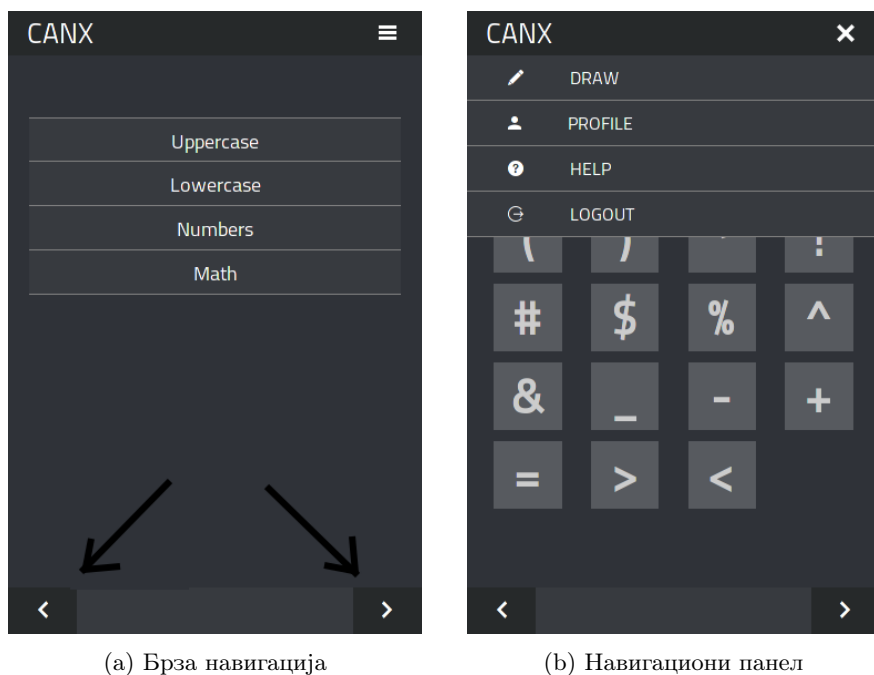 CANX
Uppercase
Lowercase
Numbers
Math
(а) Брза навигација
CANX
DRAW
PROFILE
HELP
LOGOUT
( ) !
# $ % ^
& _ - +
= > <
(b) Навигациони панел